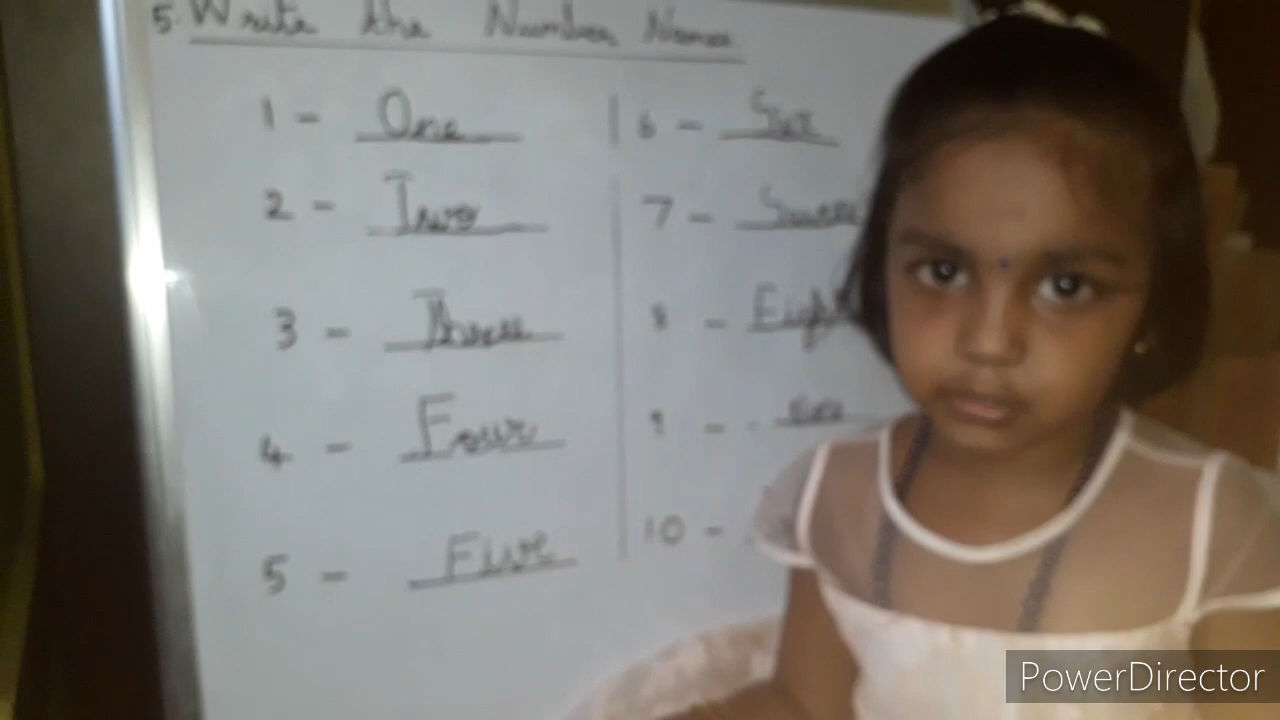 5. Write the Number Names
1 - One
2 - Two
3 - Three
4 - Four
5 - Five
6 - Six
7 - Seven
8 - Eight
9 -
10 -
PowerDirector